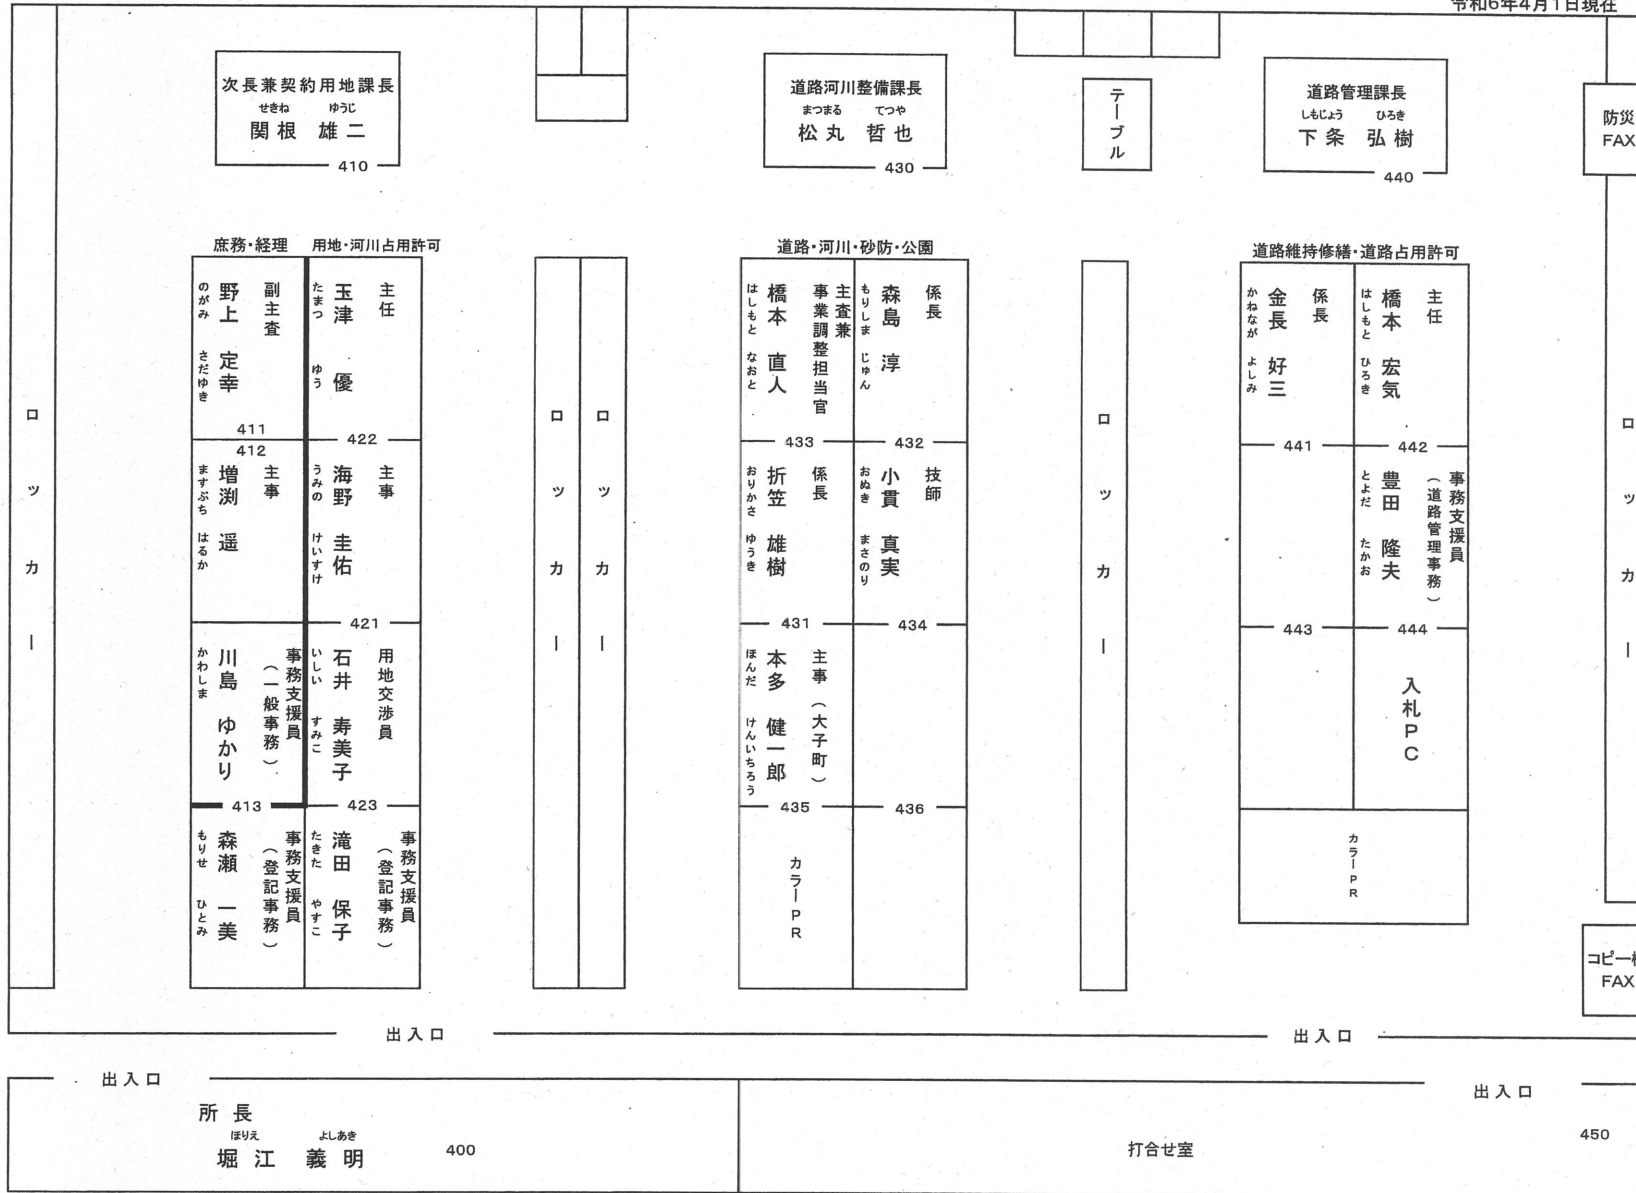 令和6年4月1日現在
次長兼契約用地課長
せきね ゆうじ
関根 雄二
410
道路河川整備課長
まつまる てつや
松丸 哲也
430
テーブル
道路管理課長
しもじょう ひろき
下条 弘樹
440
防災
FAX
庶務・経理
用地・河川占用許可
副主査
野上 定幸
のがみ さだゆき
411
主任
玉津 優
たまつ ゆう
422
412
主事
増渕 遥
ますぶち はるか
主事
海野 圭佑
うみの けいすけ
421
事務支援員
(一般事務)
川島 ゆかり
かわしま
413
用地交渉員
石井 寿美子
いしい すみこ
423
事務支援員
(登記事務)
森瀬 一美
もりせ ひとみ
事務支援員
(登記事務)
滝田 保子
たきた やすこ
道路・河川・砂防・公園
主査兼
事業調整担当官
橋本 直人
はしもと なおと
433
係長
森島 淳
もりしま じゅん
432
係長
折笠 雄樹
おりかさ ゆうき
431
技師
小貫 真実
おぬき まさのり
434
主事(大子町)
本多 健一郎
ほんだ けんいちろう
435
436
カラーPR
道路維持修繕・道路占用許可
係長
金長 好三
かねなが よしみ
441
主任
橋本 宏気
はしもと ひろき
442
事務支援員
(道路管理事務)
豊田 隆夫
とよだ たかお
443
444
入札PC
カラーPR
ロッカー
ロッカー
ロッカー
ロッカー
ロッカー
コピー機
FAX
出入口
出入口
出入口
出入口
所長
ほりえ よしあき
堀江 義明
400
打合せ室
450